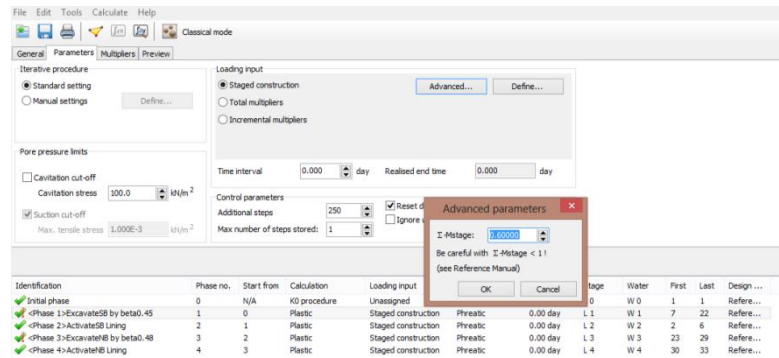 File Edit Tools Calculate Help
Classical mode
General Parameters Multipliers Preview
Iterative procedure
Standard setting
Manual settings Define...
Pore pressure limits
Cavitation cut-off
Cavitation stress 100.0 kN/m 2
Suction cut-off
Max. tensile stress 1.000E-3 kN/m 2
Loading input
Staged construction Advanced... Define...
Total multipliers
Incremental multipliers
Time interval 0.000 day Realised end time 0.000 day
Control parameters
Additional steps 250
Max number of steps stored: 1
Reset d
Ignore
Advanced parameters
Σ-Mstage: 0.60000
Be careful with Σ-Mstage < 1 !
(see Reference Manual)
OK Cancel
Identification Phase no. Start from Calculation Loading input tage Water First Last Design ...
Initial phase 0 N/A K0 procedure Unassigned 0 W 0 1 1 Refere...
<Phase 1>ExcavateSB by beta0.45 1 0 Plastic Staged construction Phreatic 0.00 day L 1 W 1 7 22 Refere...
<Phase 2>ActivateSB Lining 2 1 Plastic Staged construction Phreatic 0.00 day L 2 W 2 2 6 Refere...
<Phase 3>ExcavateNB by beta0.48 3 2 Plastic Staged construction Phreatic 0.00 day L 3 W 3 23 29 Refere...
<Phase 4>ActivateNB Lining 4 3 Plastic Staged construction Phreatic 0.00 day L 4 W 4 30 33 Refere...